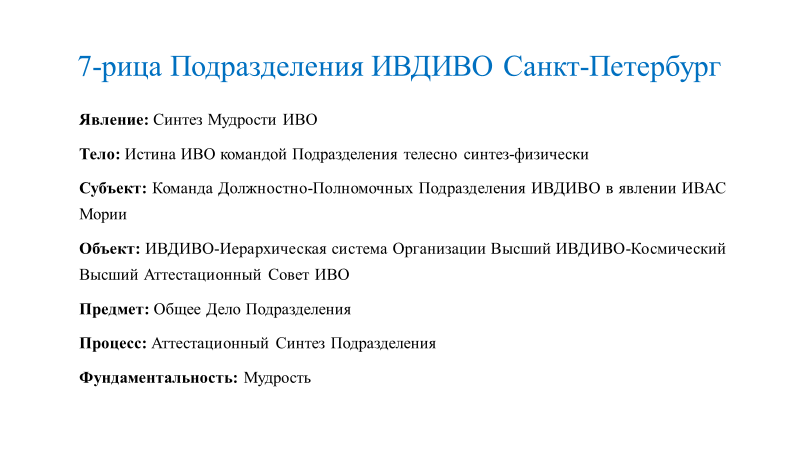 7-рица Подразделения ИВДИВО Санкт-Петербург
Явление: Синтез Мудрости ИВО
Тело: Истина ИВО командой Подразделения телесно синтез-физически
Субъект: Команда Должностно-Полномочных Подразделения ИВДИВО в явлении ИВАС
Мории
Объект: ИВДИВО-Иерархическая система Организации Высший ИВДИВО-Космический
Высший Аттестационный Совет ИВО
Предмет: Общее Дело Подразделения
Процесс: Аттестационный Синтез Подразделения
Фундаментальность: Мудрость